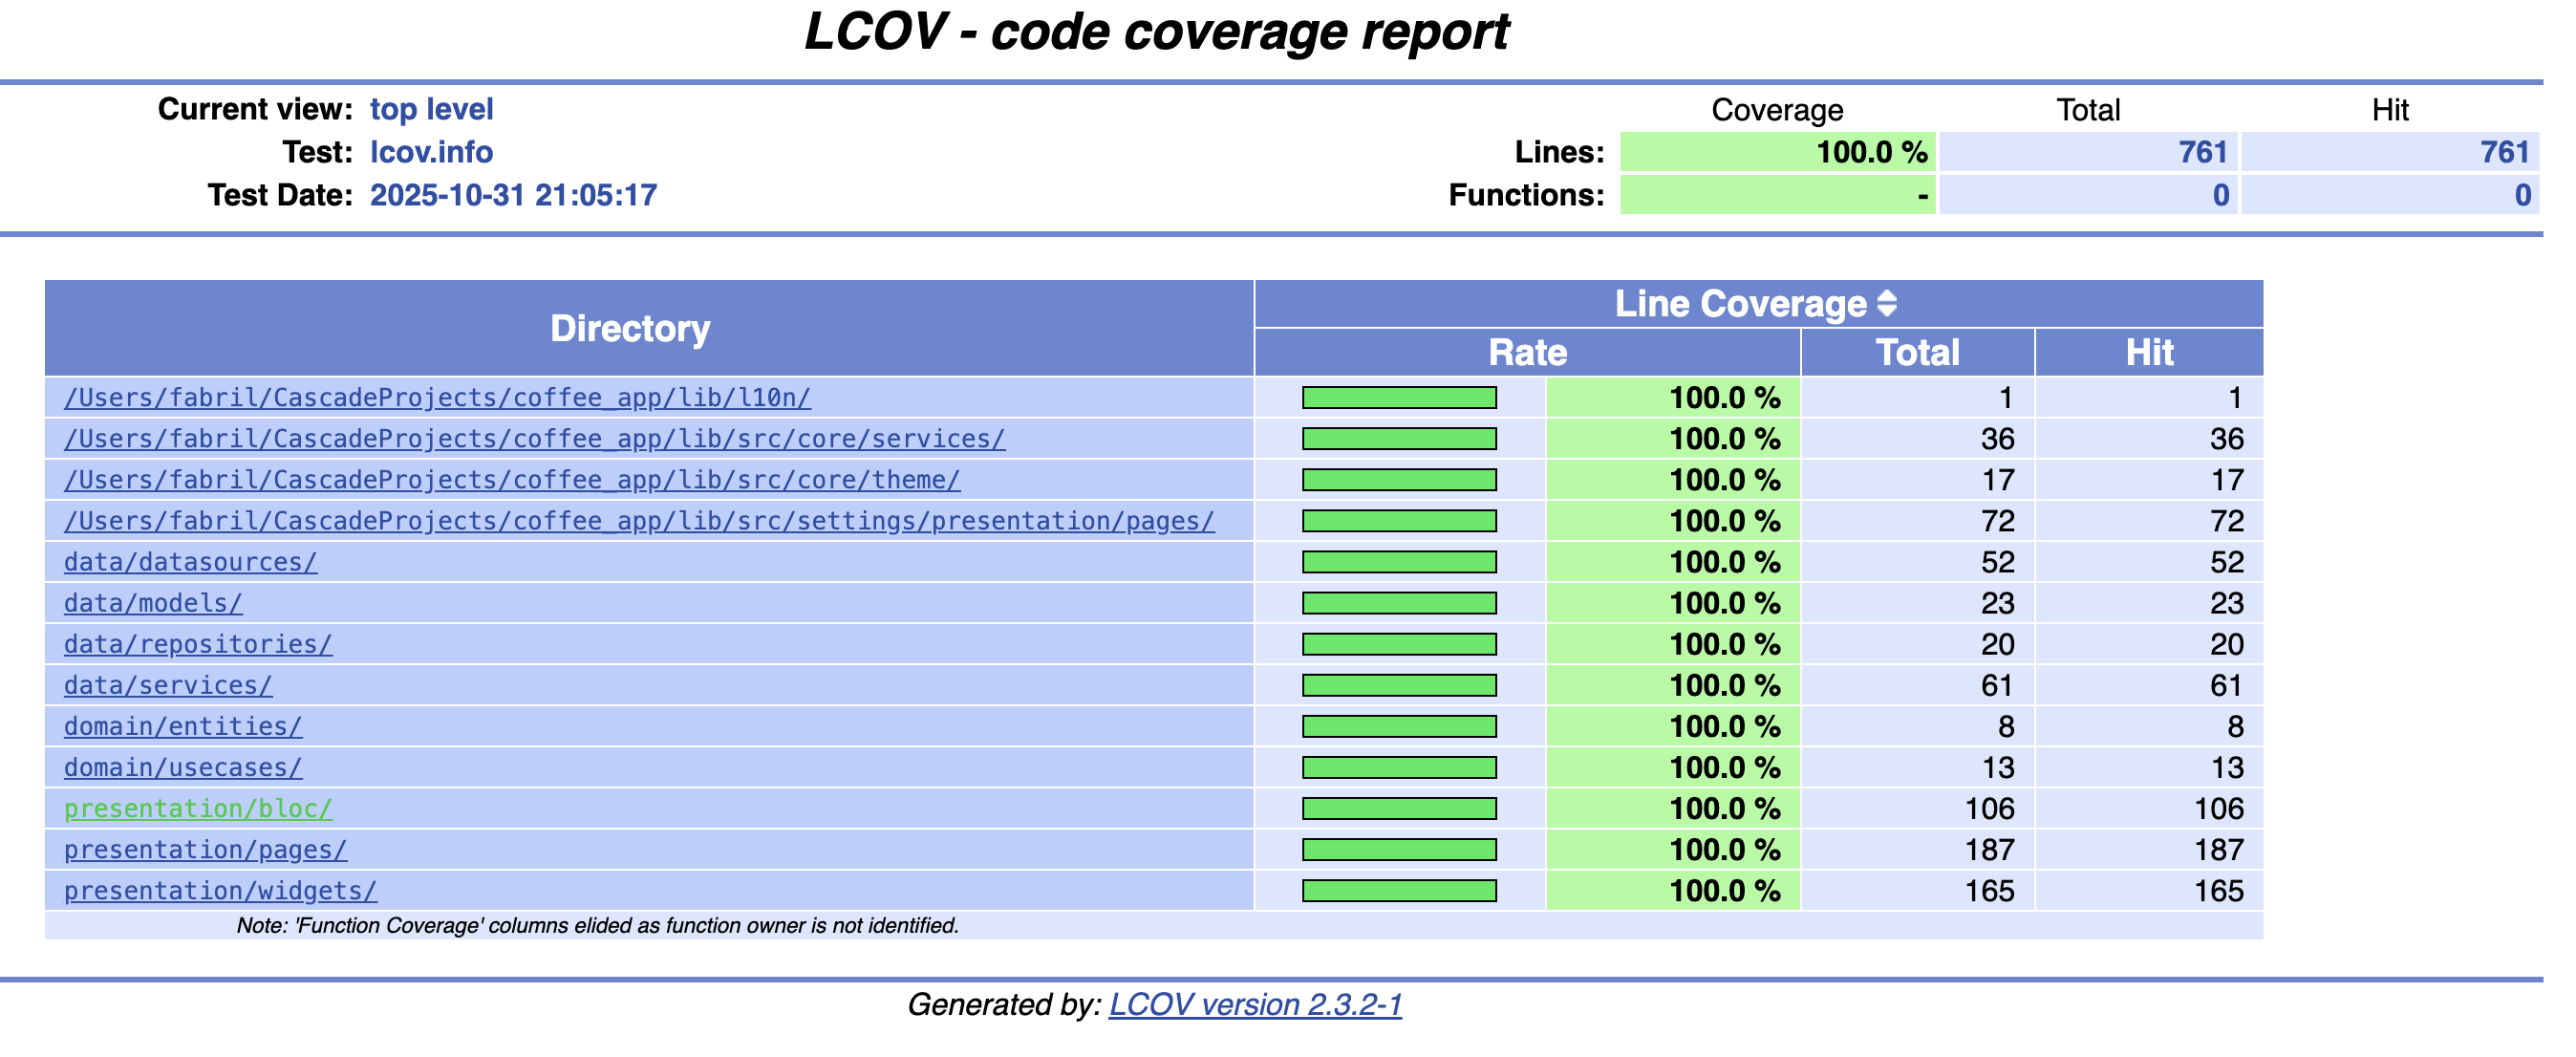 LCOV - code coverage report
Current view: top level
Coverage Total Hit
Test: lcov.info
Lines: 100.0 % 761 761
Test Date: 2025-10-31 21:05:17
Functions: - 0 0
Directory
Line Coverage
Rate Total Hit
/Users/fabril/CascadeProjects/coffee_app/lib/l10n/ 100.0 % 1 1
/Users/fabril/CascadeProjects/coffee_app/lib/src/core/services/ 100.0 % 36 36
/Users/fabril/CascadeProjects/coffee_app/lib/src/core/theme/ 100.0 % 17 17
/Users/fabril/CascadeProjects/coffee_app/lib/src/settings/presentation/pages/ 100.0 % 72 72
data/datasources/ 100.0 % 52 52
data/models/ 100.0 % 23 23
data/repositories/ 100.0 % 20 20
data/services/ 100.0 % 61 61
domain/entities/ 100.0 % 8 8
domain/usecases/ 100.0 % 13 13
presentation/bloc/ 100.0 % 106 106
presentation/pages/ 100.0 % 187 187
presentation/widgets/ 100.0 % 165 165
Note: 'Function Coverage' columns elided as function owner is not identified.
Generated by: LCOV version 2.3.2-1